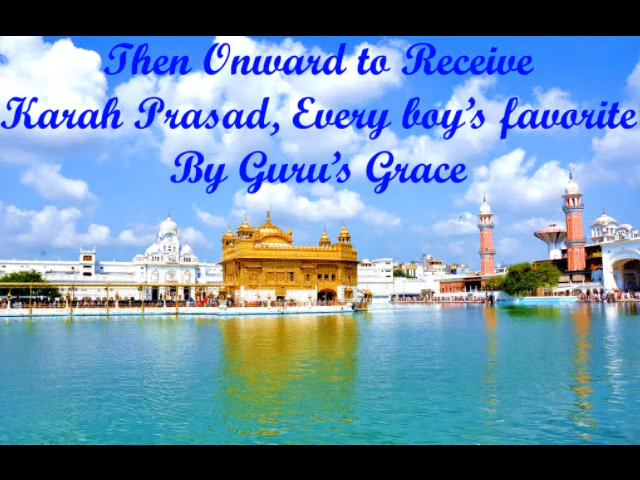 Then Onward to Receive
Karah Prasad, Every boy's favorite
By Guru's Grace